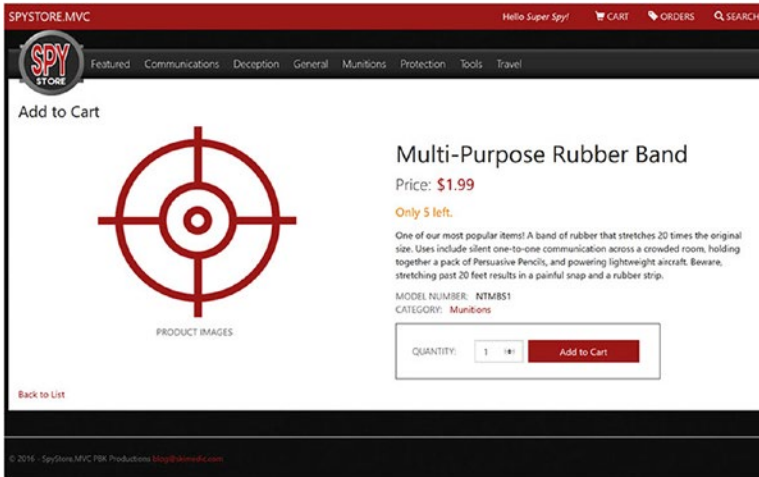 SPYSTORE.MVC
Hello Super Spy!
CART
ORDERS
SEARCH
SPY
STORE
Featured Communications Deception General Munitions Protection Tools Travel
Add to Cart
Multi-Purpose Rubber Band
Price: $1.99
Only 5 left.
One of our most popular items! A band of rubber that stretches 20 times the original
size. Uses include silent one-to-one communication across a crowded room, holding
together a pack of Persuasive Pencils, and powering lightweight aircraft. Beware,
stretching past 20 feet results in a painful snap and a rubber strip.
MODEL NUMBER: NTMBS1
CATEGORY: Munitions
PRODUCT IMAGES
QUANTITY: 1 Add to Cart
Back to List
© 2016 - SpyStore.MVC PBK Productions blog@skimedic.com